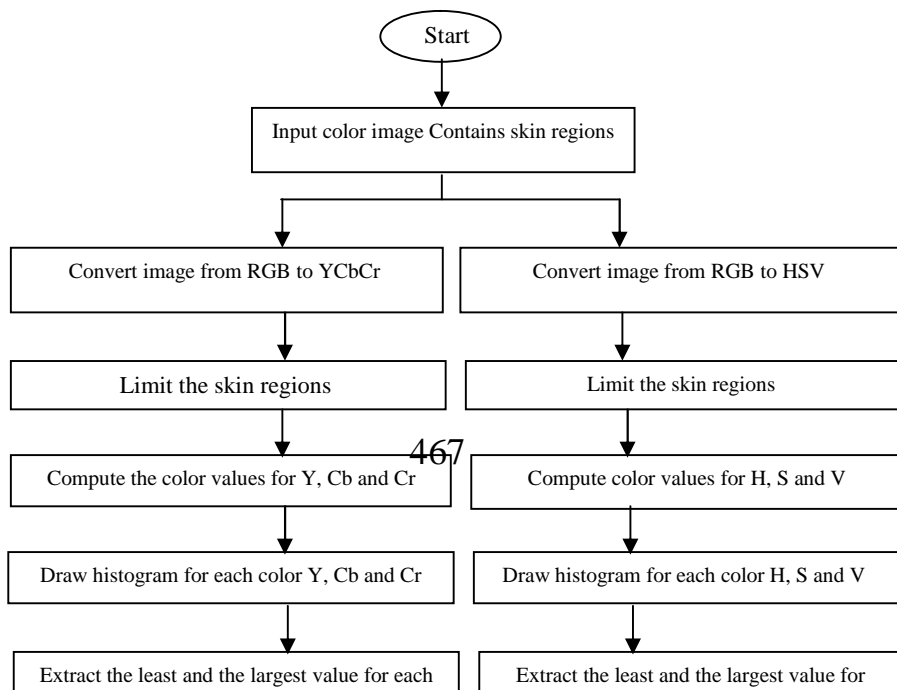 Start
Input color image Contains skin regions
Convert image from RGB to YCbCr
Convert image from RGB to HSV
Limit the skin regions
Limit the skin regions
467
Compute the color values for Y, Cb and Cr
Compute color values for H, S and V
Draw histogram for each color Y, Cb and Cr
Draw histogram for each color H, S and V
Extract the least and the largest value for each
Extract the least and the largest value for